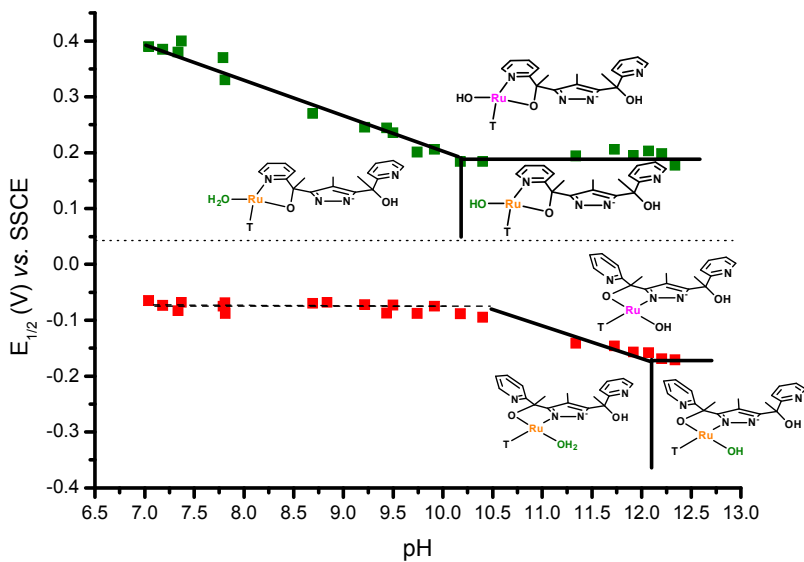 E1/2 (V) vs. SSCE
0.4
0.3
0.2
0.1
0.0
-0.1
-0.2
-0.3
-0.4
N
N
HO
Ru
N
N-
OH
O
T
N
N
H2O
Ru
N
N-
OH
O
T
N
N
HO
Ru
N
N-
OH
O
T
N
N
O
N
N-
OH
Ru
T
OH
N
N
O
N
N-
OH
Ru
T
OH2
N
N
O
N
N-
OH
Ru
T
OH
6.5 7.0 7.5 8.0 8.5 9.0 9.5 10.0 10.5 11.0 11.5 12.0 12.5 13.0
pH